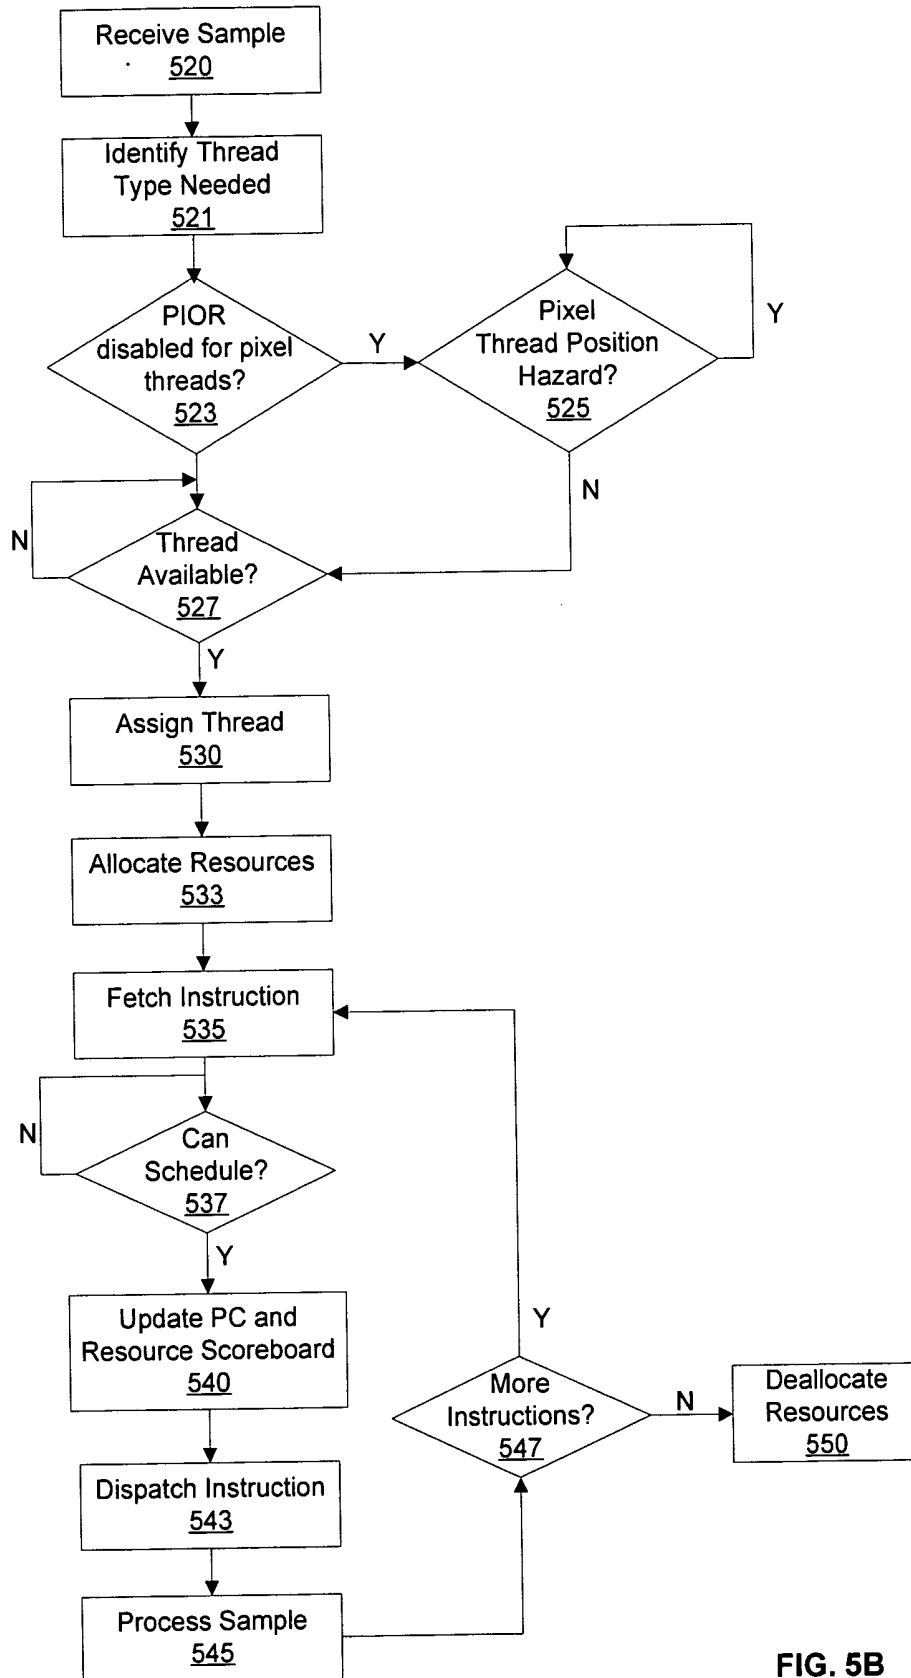 Receive Sample
520
Identify Thread
Type Needed
521
PIOR
disabled for pixel
threads?
523
Y
Pixel
Thread Position
Hazard?
525
Y
N
N
Thread
Available?
527
Y
Assign Thread
530
Allocate Resources
533
Fetch Instruction
535
N
Can
Schedule?
537
Y
Update PC and
Resource Scoreboard
540
Dispatch Instruction
543
Process Sample
545
Y
More
Instructions?
547
N
Deallocate
Resources
550
FIG. 5B